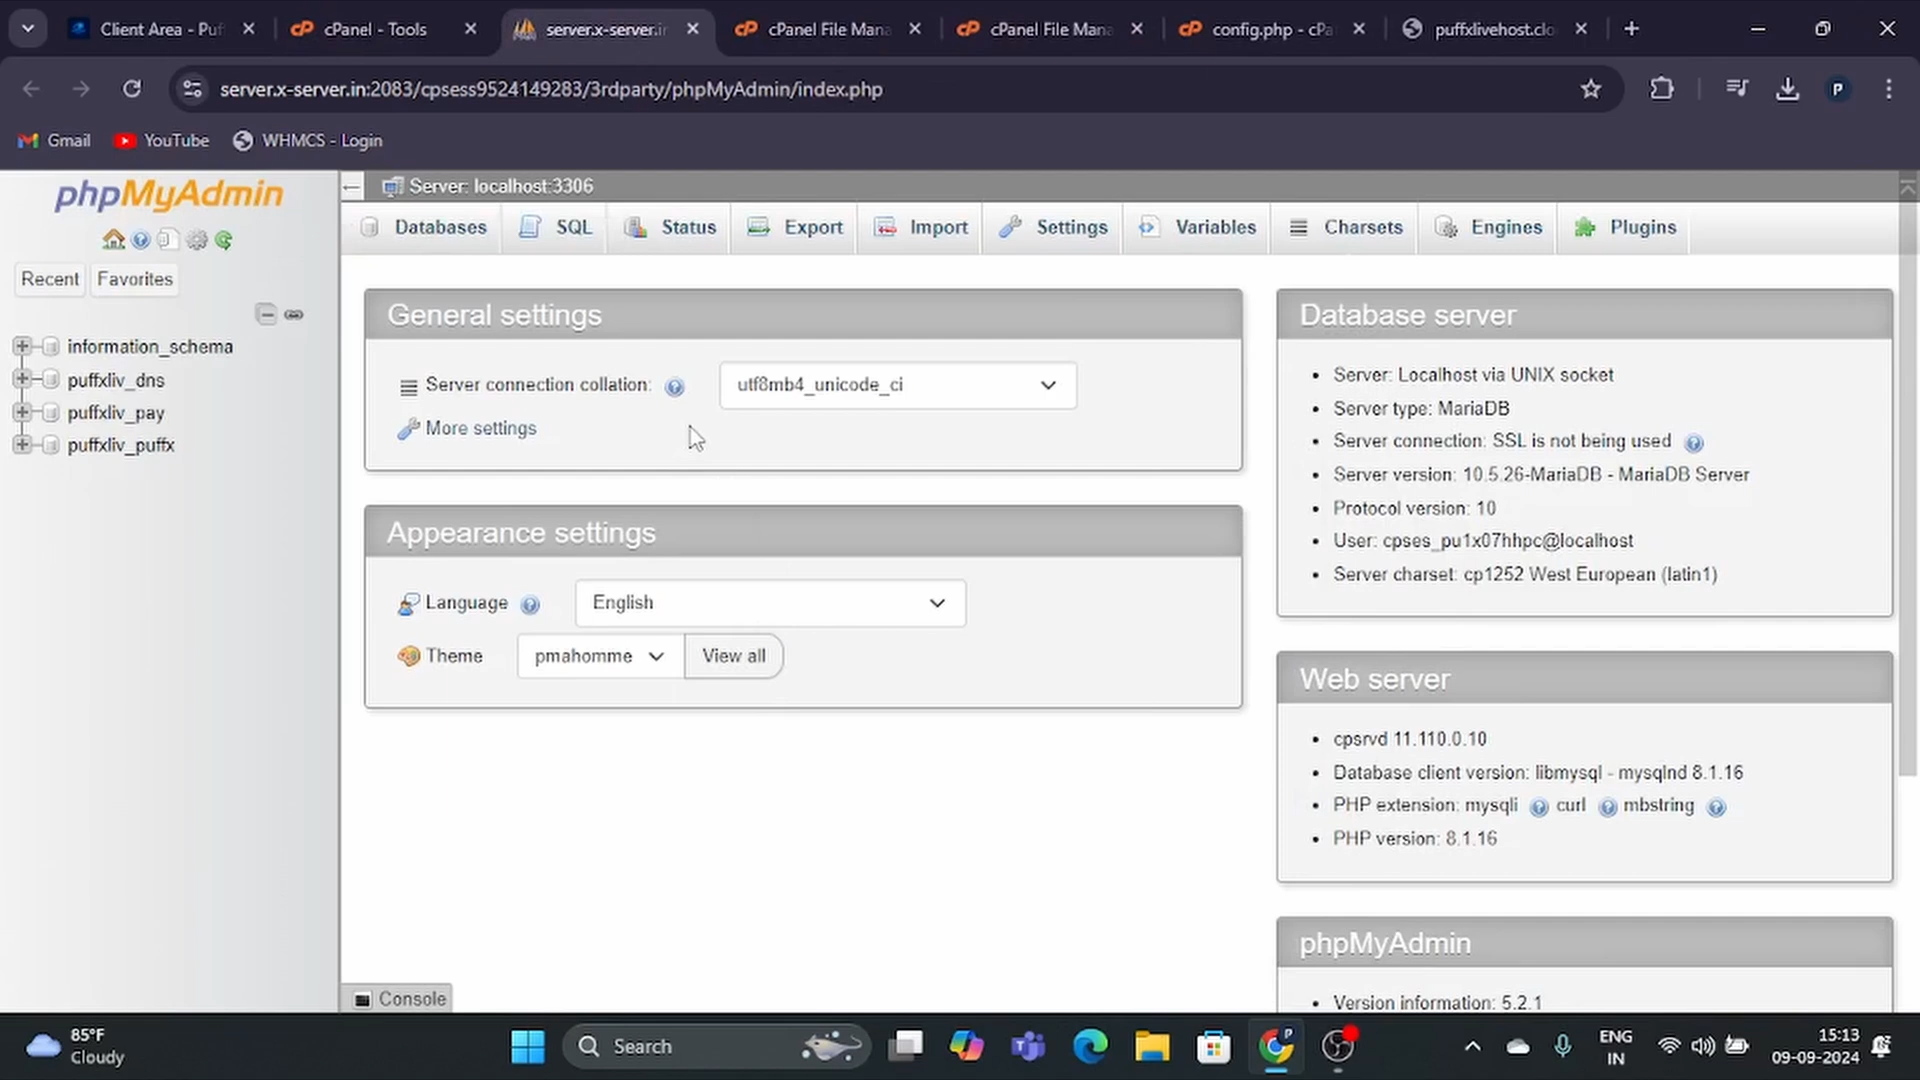 Client Area - Puf
cPanel - Tools
server.x-server.in
cPanel File Mana
cPanel File Mana
config.php - cPa
puffxlivehost.clo
server.x-server.in:2083/cpsess9524149283/3rdparty/phpMyAdmin/index.php
P
Gmail
YouTube
WHMCS - Login
phpMyAdmin
Recent
Favorites
information_schema
puffxliv_dns
puffxliv_pay
puffxliv_puffx
Server: localhost:3306
Databases
SQL
Status
Export
Import
Settings
Variables
Charsets
Engines
Plugins
General settings
Server connection collation:
utf8mb4_unicode_ci
More settings
Appearance settings
Language
English
Theme
pmahomme
View all
Database server
Server: Localhost via UNIX socket
Server type: MariaDB
Server connection: SSL is not being used
Server version: 10.5.26-MariaDB - MariaDB Server
Protocol version: 10
User: cpses_pu1x07hhpc@localhost
Server charset: cp1252 West European (latin1)
Web server
cpsrvd 11.110.0.10
Database client version: libmysql - mysqlnd 8.1.16
PHP extension: mysqli curl mbstring
PHP version: 8.1.16
phpMyAdmin
Version information: 5.2.1
Console
85°F
Cloudy
Search
ENG
IN
15:13
09-09-2024